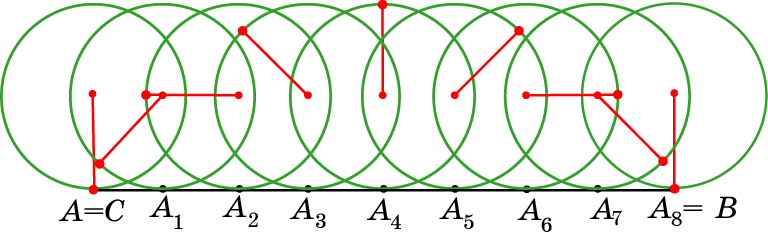 A=C A₁ A₂ A₃ A₄ A₅ A₆ A₇ A₈= B